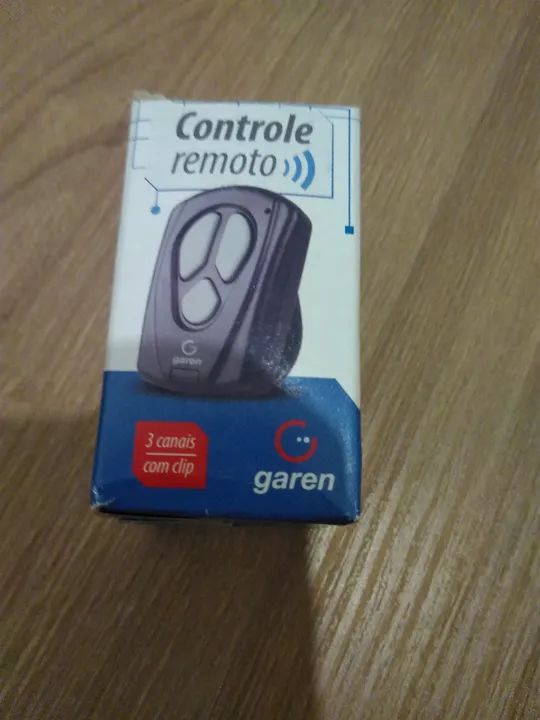 Controle
remoto
garen
3 canais
com clip
garen